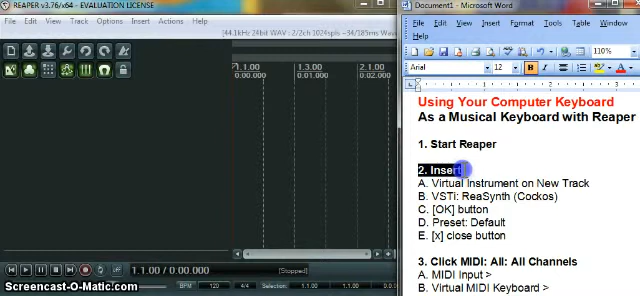 REAPER v3.76/x64 - EVALUATION LICENSE
File Edit View Track Options Insert Actions Help
[44.1kHz 24bit WAV : 2/2ch 1024spls ~34/185ms WAVE
1.1.00
0:00.000
1.3.00
0:01.000
2.1.00
0:02.000
1.1.00 / 0:00.000 [Stopped]
BPM 120 4/4 Selection: 1.1.00 1.1.00
Screencast-O-Matic.com
Document1 - Microsoft Word
File Edit View Insert Format Tools
Help
110%
Arial 12 B
Using Your Computer Keyboard
As a Musical Keyboard with Reaper
1. Start Reaper
2. Insert
A. Virtual Instrument on New Track
B. VSTi: ReaSynth (Cockos)
C. [OK] button
D. Preset: Default
E. [x] close button
3. Click MIDI: All: All Channels
A. MIDI Input >
B. Virtual MIDI Keyboard >